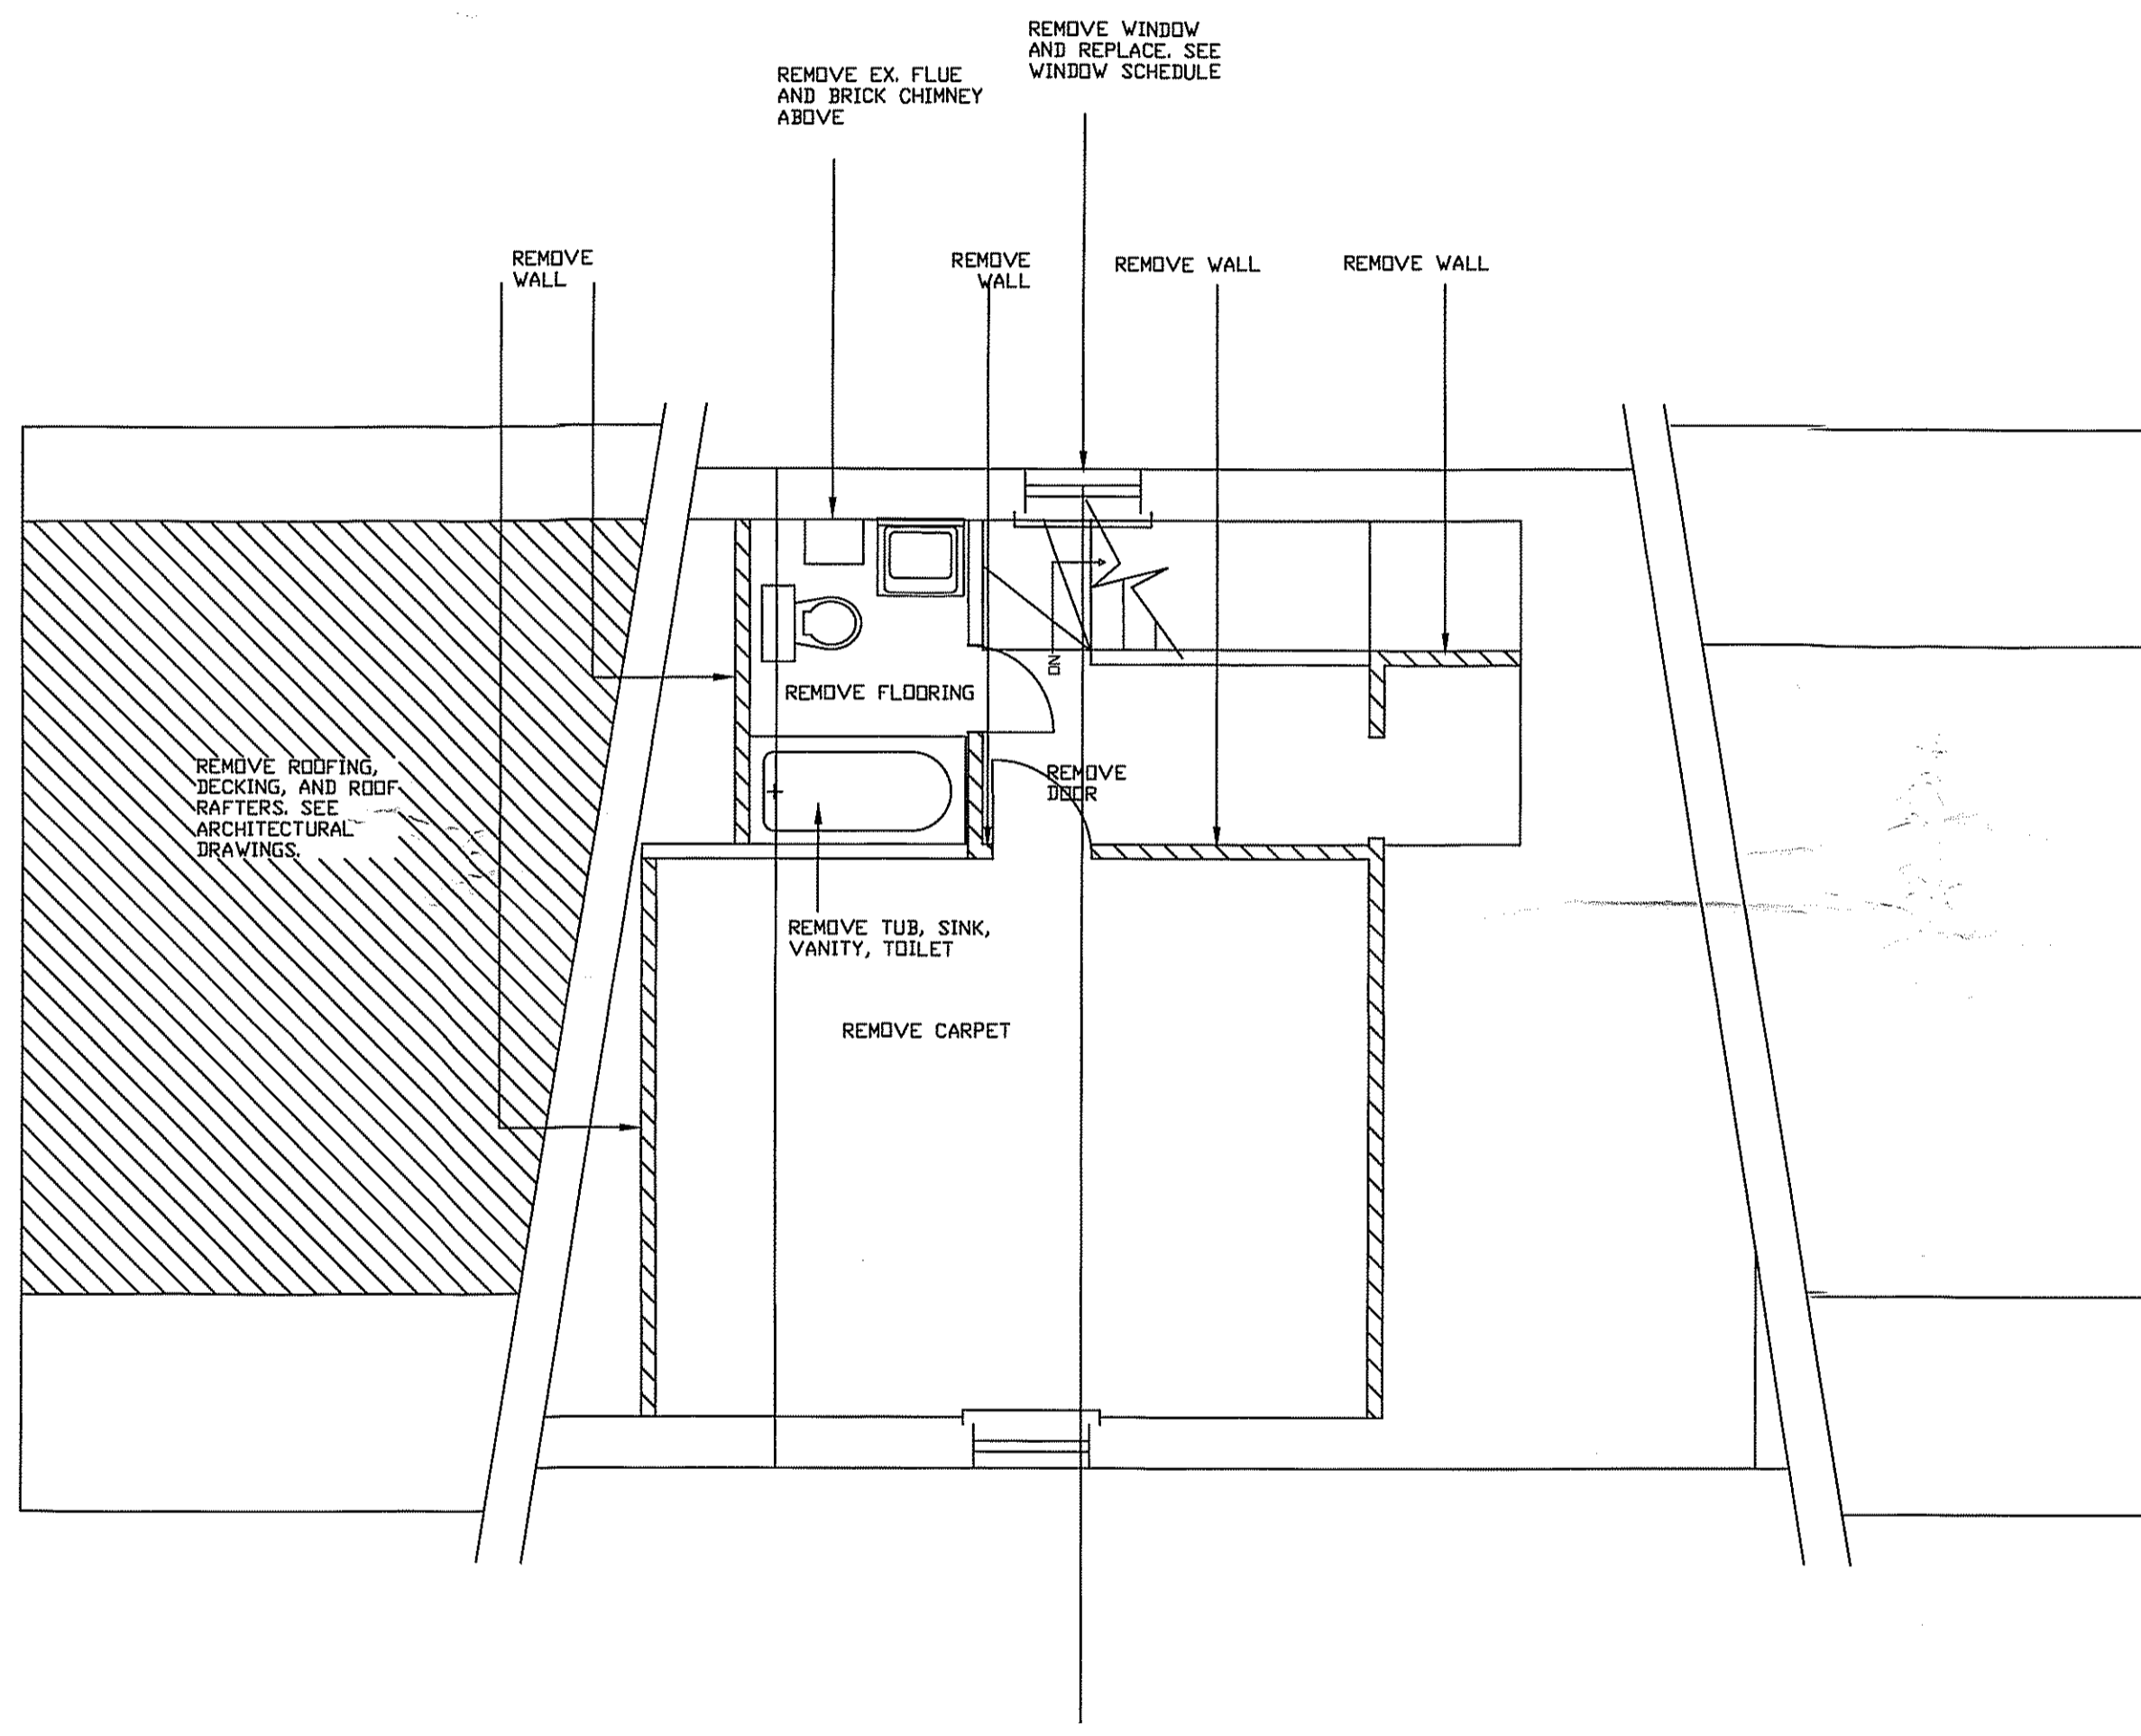 REMOVE WINDOW
AND REPLACE. SEE
WINDOW SCHEDULE
REMOVE EX. FLUE
AND BRICK CHIMNEY
ABOVE
REMOVE
WALL
REMOVE
WALL
REMOVE WALL
REMOVE WALL
DN
REMOVE FLOORING
REMOVE ROOFING,
DECKING, AND ROOF
RAFTERS. SEE
ARCHITECTURAL
DRAWINGS.
REMOVE
DOOR
REMOVE TUB, SINK,
VANITY, TOILET
REMOVE CARPET